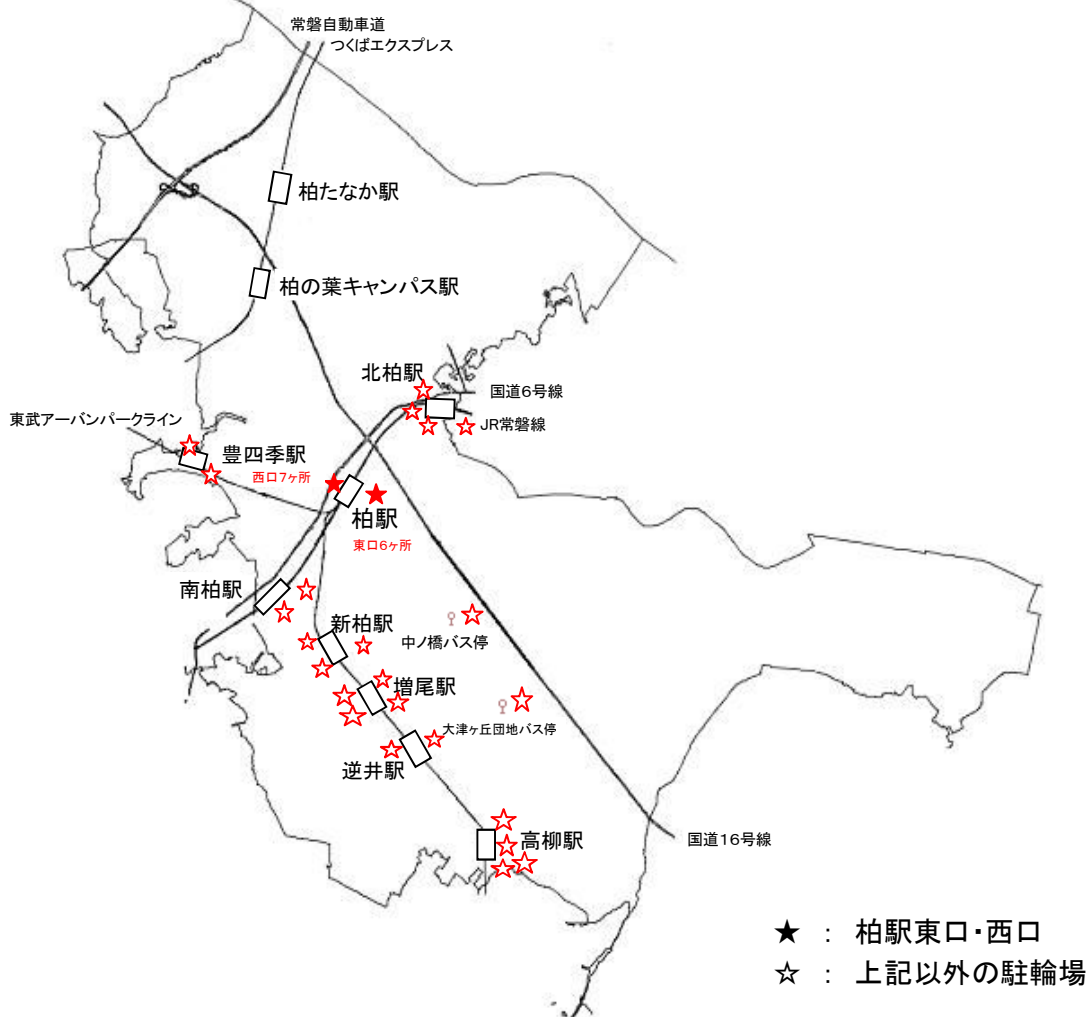 常磐自動車道
つくばエクスプレス
柏たなか駅
柏の葉キャンパス駅
北柏駅
国道6号線
東武アーバンパークライン
JR常磐線
豊四季駅
西口7ヶ所
柏駅
東口6ヶ所
南柏駅
新柏駅
中ノ橋バス停
増尾駅
大津ヶ丘団地バス停
逆井駅
高柳駅
国道16号線
★ : 柏駅東口・西口
☆ : 上記以外の駐輪場